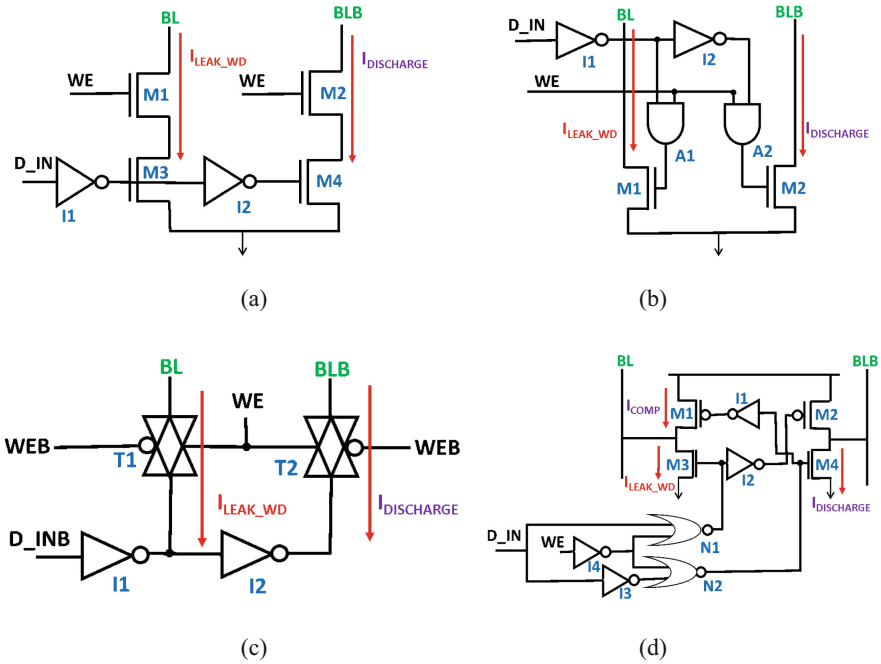 BL
BLB
I_LEAK_WD
I_DISCHARGE
WE
M1
WE
M2
D_IN
M3
M4
I1
I2
(a)
BL
BLB
D_IN
I1
I2
WE
I_LEAK_WD
I_DISCHARGE
A1
A2
M1
M2
(b)
BL
BLB
WE
WEB
T1
T2
WEB
I_LEAK_WD
I_DISCHARGE
D_INB
I1
I2
(c)
BL
BLB
I_COMP
M1
I1
M2
M3
I2
M4
I_LEAK_WD
I_DISCHARGE
D_IN
WE
I4
N1
I3
N2
(d)